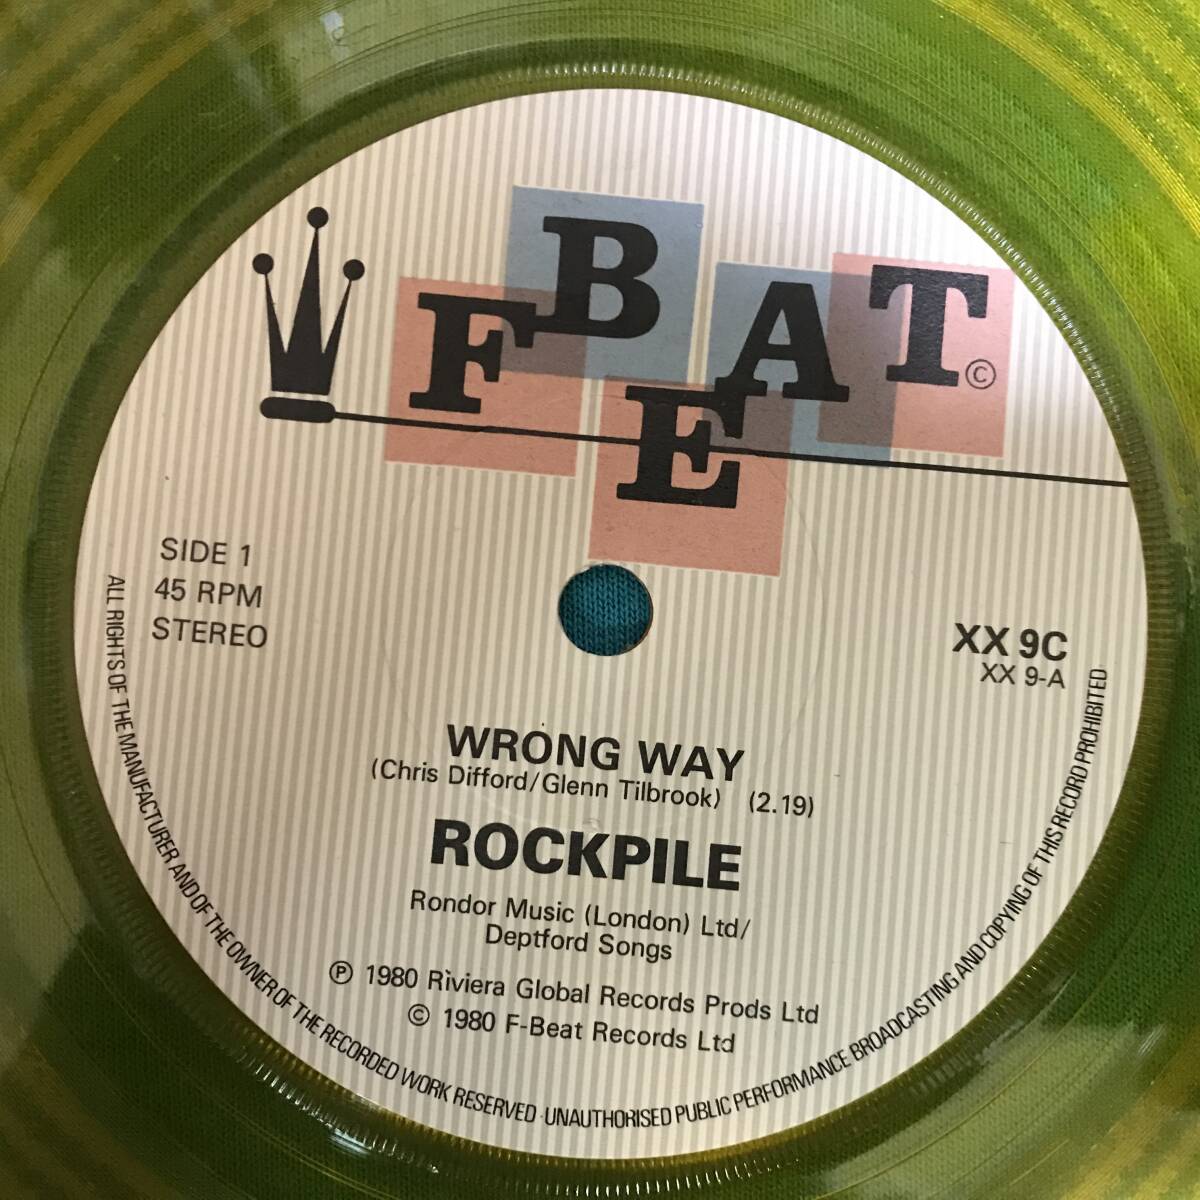 F BEAT ©
SIDE 1
45 RPM
STEREO
XX 9C
XX 9-A
WRONG WAY
(Chris Difford/Glenn Tilbrook) (2.19)
ROCKPILE
Rondor Music (London) Ltd/
Deptford Songs
℗ 1980 Riviera Global Records Prods Ltd
© 1980 F-Beat Records Ltd
ALL RIGHTS OF THE MANUFACTURER AND OF THE OWNER OF THE RECORDED WORK RESERVED · UNAUTHORISED PUBLIC PERFORMANCE BROADCASTING AND COPYING OF THIS RECORD PROHIBITED